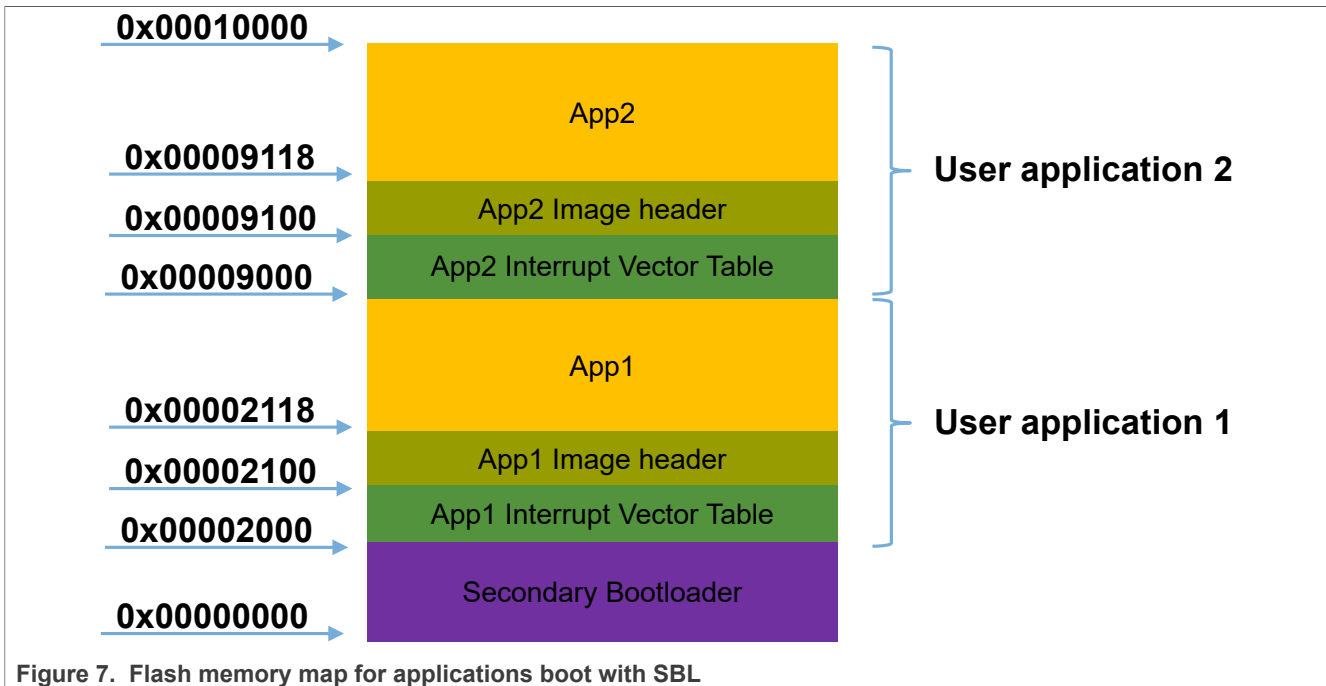 0x00010000
App2
0x00009118
User application 2
App2 Image header
0x00009100
App2 Interrupt Vector Table
0x00009000
App1
0x00002118
User application 1
App1 Image header
0x00002100
App1 Interrupt Vector Table
0x00002000
Secondary Bootloader
0x00000000
Figure 7. Flash memory map for applications boot with SBL